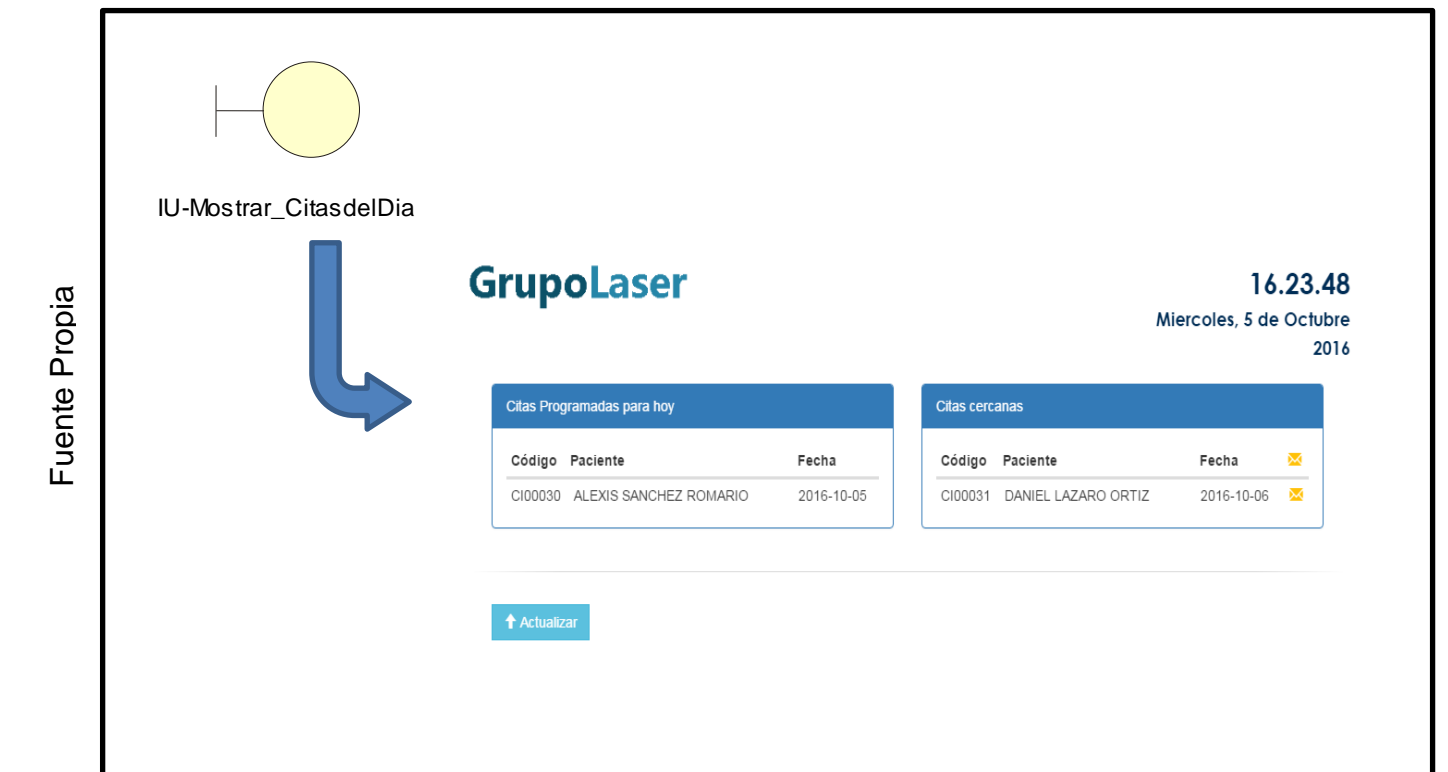 Fuente Propia
IU-Mostrar_CitasdelDia
GrupoLaser
16.23.48
Miercoles, 5 de Octubre
2016
Citas Programadas para hoy
Código Paciente Fecha
CI00030 ALEXIS SANCHEZ ROMARIO 2016-10-05
Citas cercanas
Código Paciente Fecha
CI00031 DANIEL LAZARO ORTIZ 2016-10-06
Actualizar